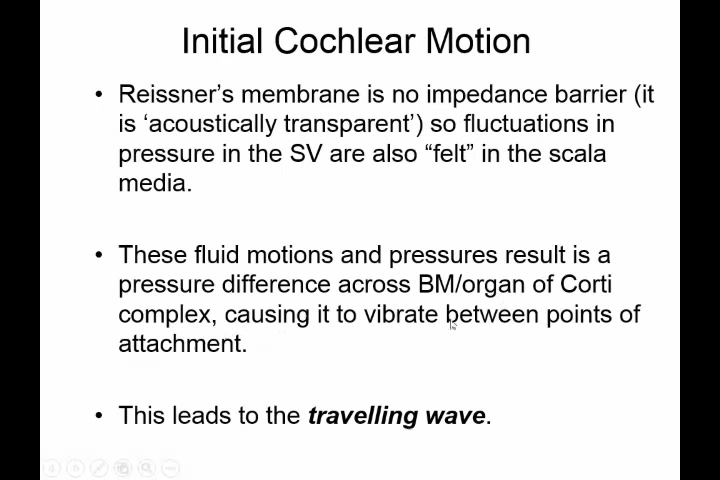 Initial Cochlear Motion
• Reissner's membrane is no impedance barrier (it
is 'acoustically transparent') so fluctuations in
pressure in the SV are also “felt” in the scala
media.
• These fluid motions and pressures result is a
pressure difference across BM/organ of Corti
complex, causing it to vibrate between points of
attachment.
• This leads to the travelling wave.